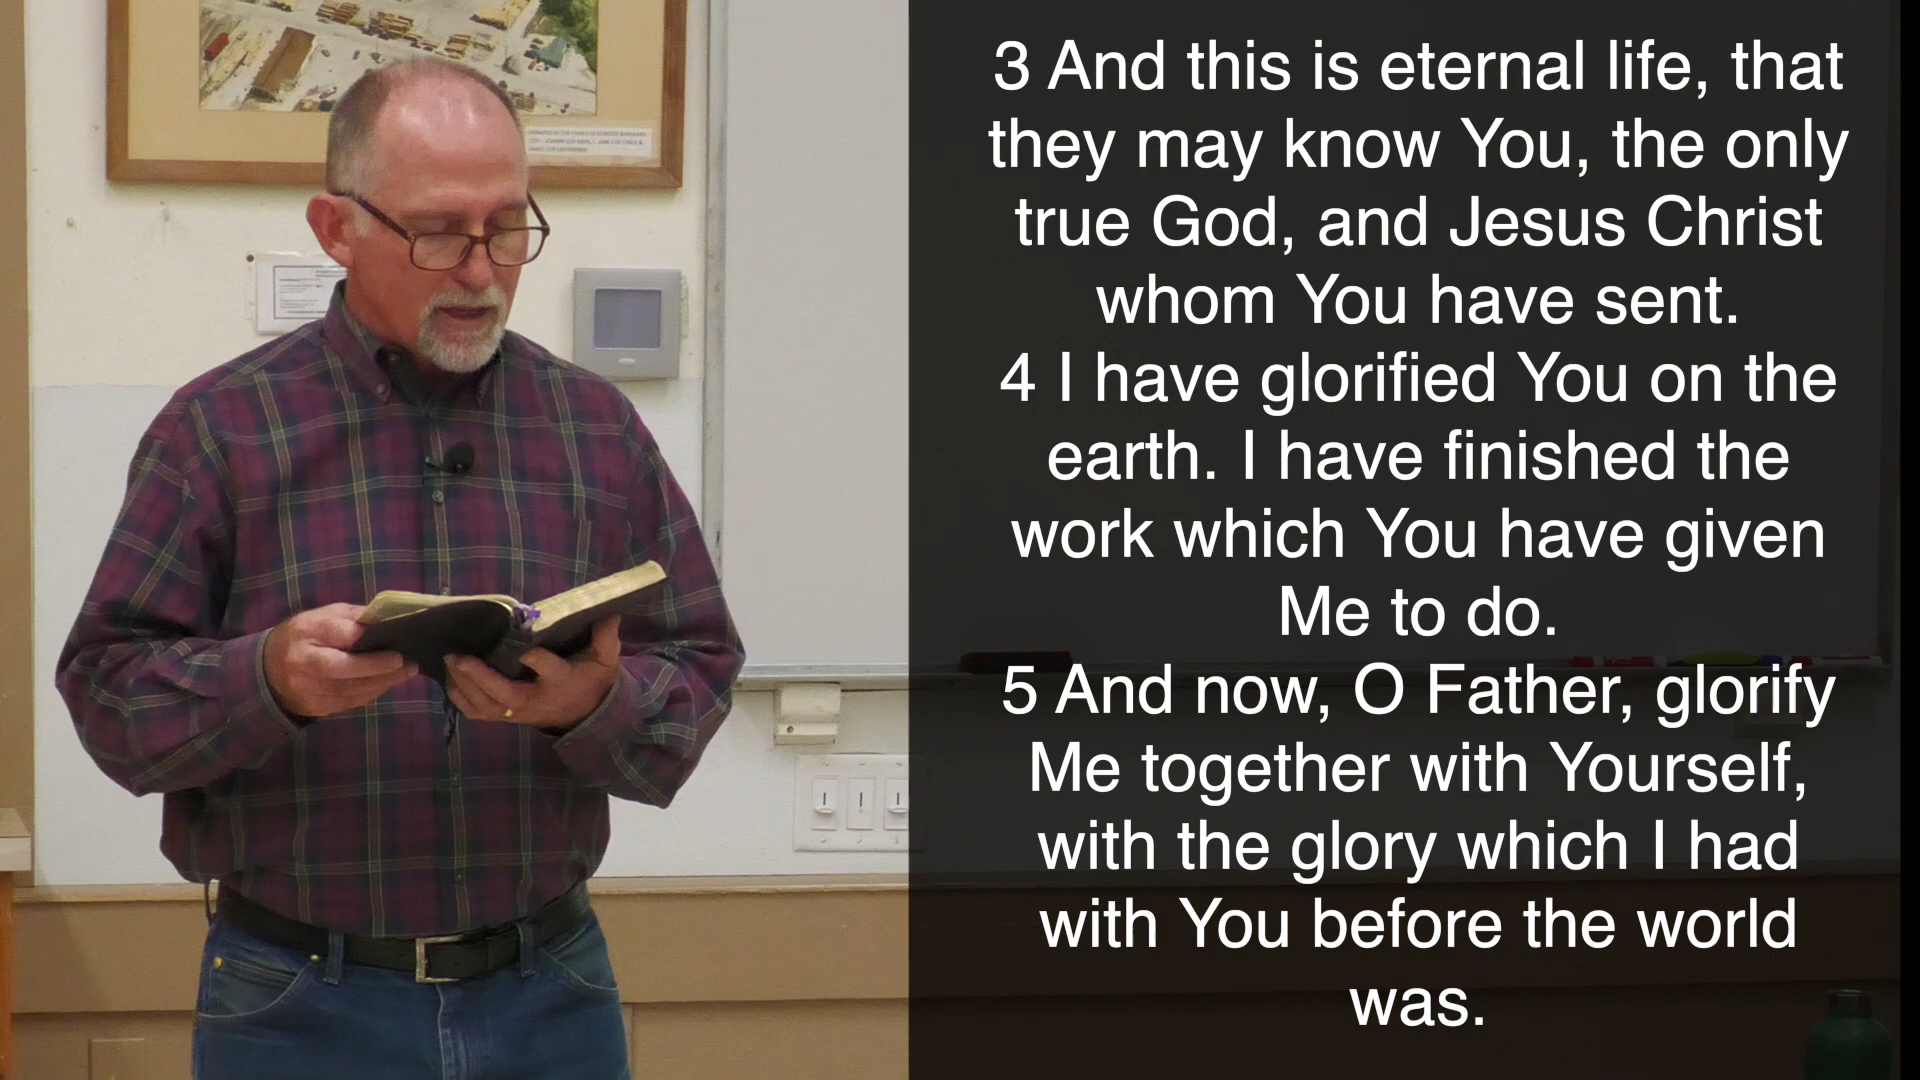 3 And this is eternal life, that
they may know You, the only
true God, and Jesus Christ
whom You have sent.
4 I have glorified You on the
earth. I have finished the
work which You have given
Me to do.
5 And now, O Father, glorify
Me together with Yourself,
with the glory which I had
with You before the world
was.